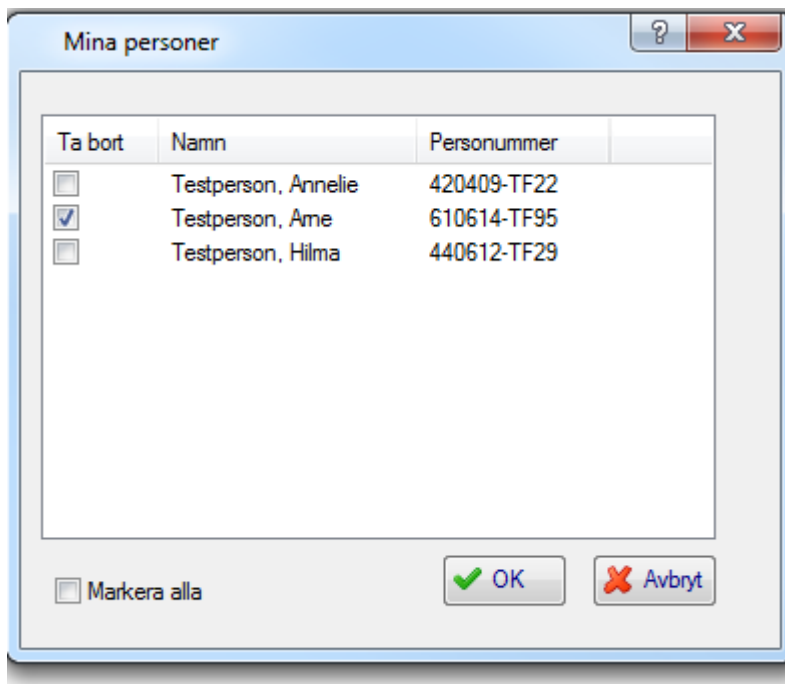 Mina personer
Ta bort Namn Personummer
Testperson, Annelie 420409-TF22
Testperson, Arne 610614-TF95
Testperson, Hilma 440612-TF29
Markera alla OK Avbryt